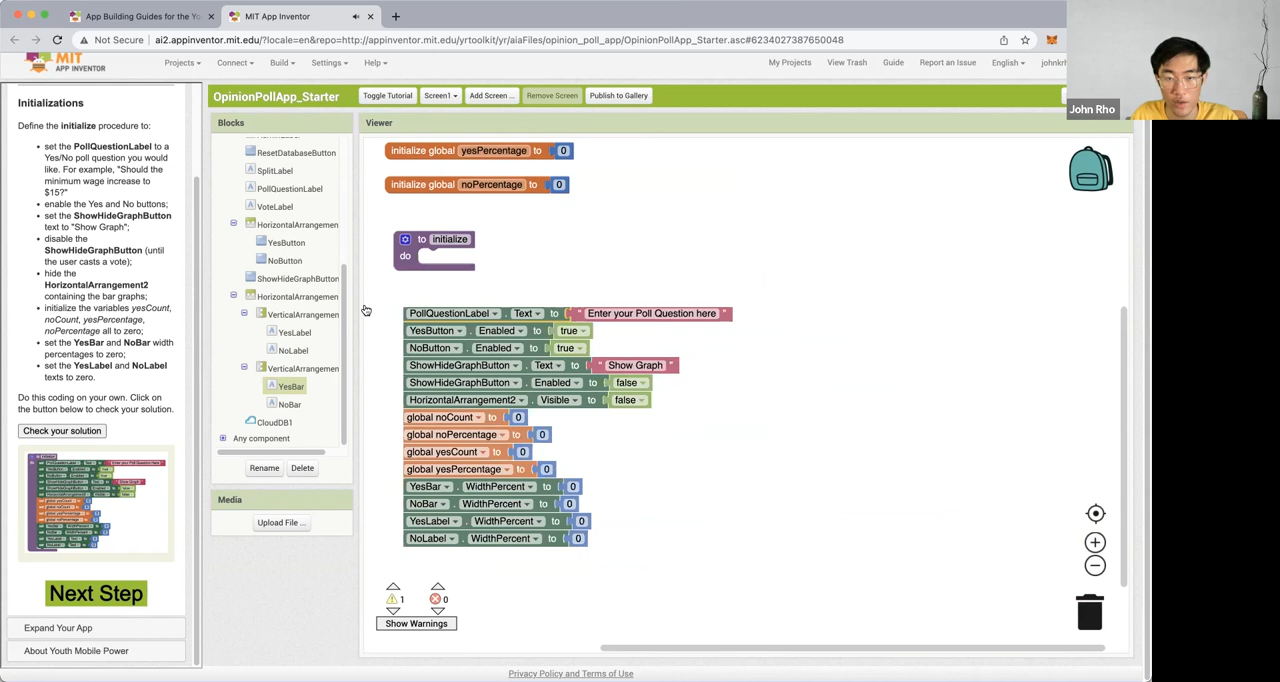 App Building Guides for the Yo
MIT App Inventor
Not Secure
ai2.appinventor.mit.edu/?locale=en&repo=http://appinventor.mit.edu/yrtoolkit/yr/aiaFiles/opinion_poll_app/OpinionPollApp_Starter.asc#6234027387650048
MIT
APP INVENTOR
Projects
Connect
Build
Settings
Help
My Projects
View Trash
Guide
Report an Issue
English
johnkrh
John Rho
Initializations
Define the initialize procedure to:
• set the PollQuestionLabel to a
Yes/No poll question you would
like. For example, "Should the
minimum wage increase to
$15?"
• enable the Yes and No buttons;
• set the ShowHideGraphButton
text to "Show Graph";
• disable the
ShowHideGraphButton (until
the user casts a vote);
• hide the
HorizontalArrangement2
containing the bar graphs;
• initialize the variables yesCount,
noCount, yesPercentage,
noPercentage all to zero;
• set the YesBar and NoBar width
percentages to zero;
• set the YesLabel and NoLabel
texts to zero.
Do this coding on your own. Click on
the button below to check your solution.
Check your solution
Next Step
Expand Your App
About Youth Mobile Power
OpinionPollApp_Starter
Toggle Tutorial
Screen1
Add Screen ...
Remove Screen
Publish to Gallery
Blocks
ResetDatabaseButton
SplitLabel
PollQuestionLabel
VoteLabel
HorizontalArrangemen
YesButton
NoButton
ShowHideGraphButton
HorizontalArrangemen
VerticalArrangemen
YesLabel
NoLabel
VerticalArrangemen
YesBar
NoBar
CloudDB1
Any component
Rename
Delete
Media
Upload File ...
Viewer
initialize global yesPercentage to 0
initialize global noPercentage to 0
to initialize
do
PollQuestionLabel . Text to " Enter your Poll Question here "
YesButton . Enabled to true
NoButton . Enabled to true
ShowHideGraphButton . Text to " Show Graph "
ShowHideGraphButton . Enabled to false
HorizontalArrangement2 . Visible to false
global noCount to 0
global noPercentage to 0
global yesCount to 0
global yesPercentage to 0
YesBar . WidthPercent to 0
NoBar . WidthPercent to 0
YesLabel . WidthPercent to 0
NoLabel . WidthPercent to 0
1
0
Show Warnings
Privacy Policy and Terms of Use